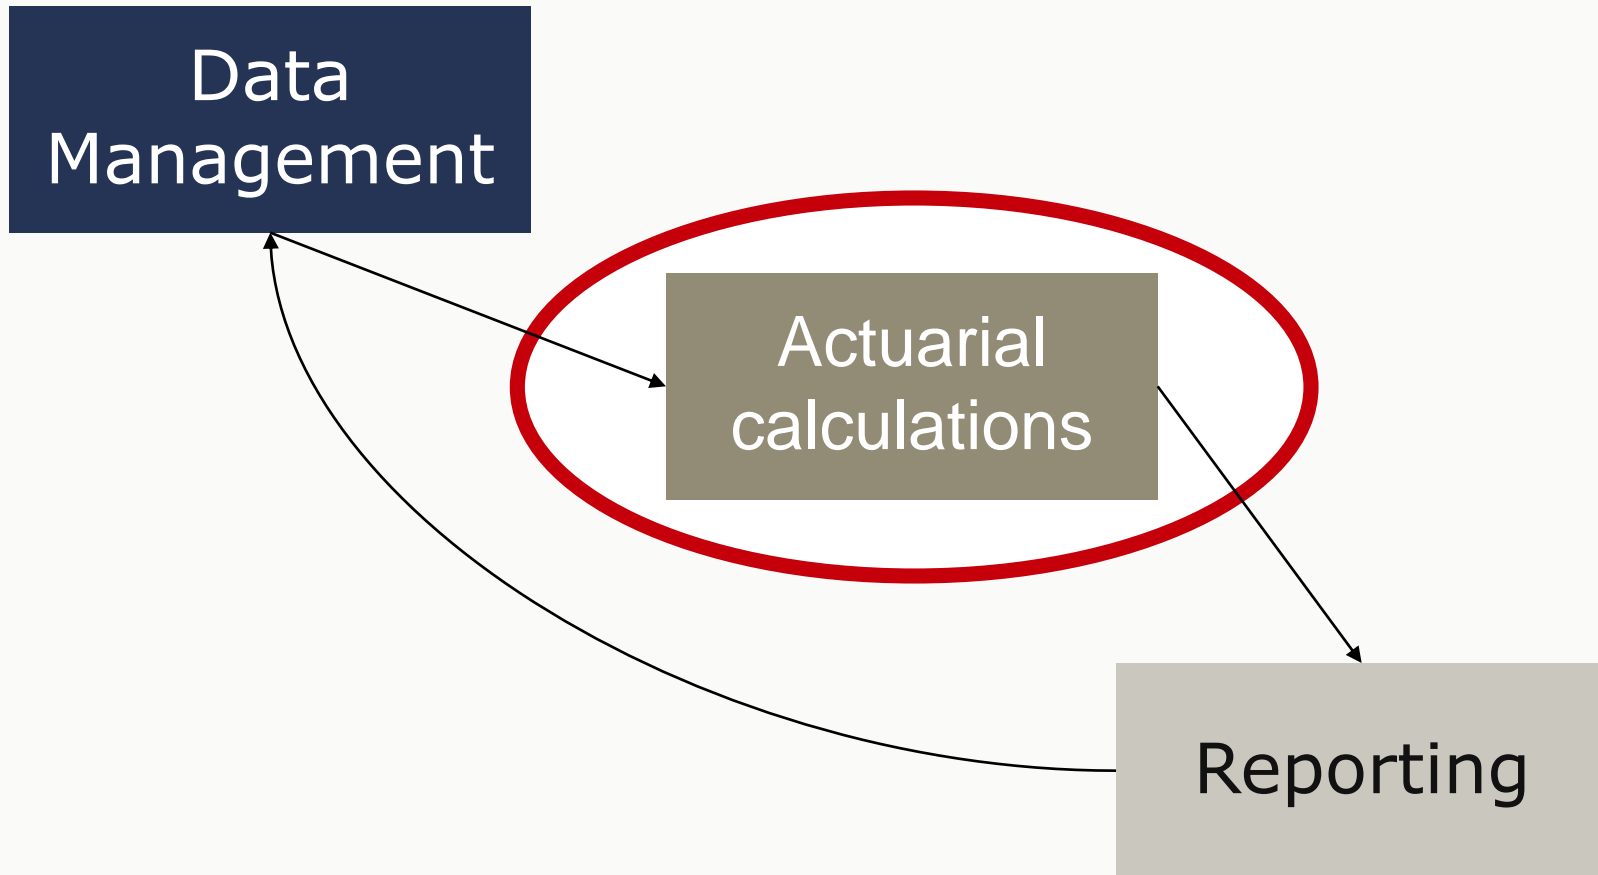 Data
Management
Actuarial
calculations
Reporting